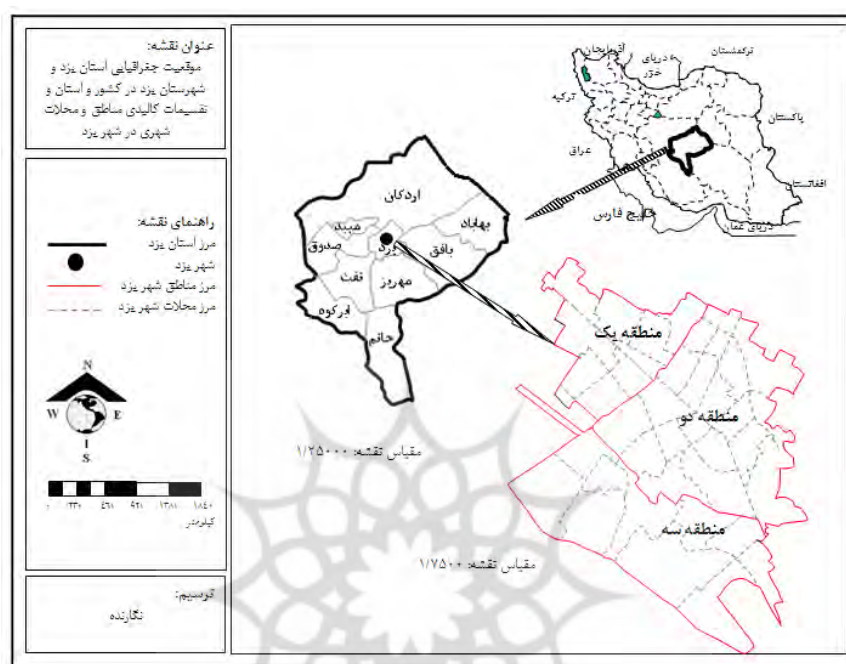 عنوان نقشه:
موقعیت جغرافیایی استان یزد و
شهرستان یزد در کشور و استان و
تقسیمات کالبدی مناطق و محلات
شهری در شهر یزد
راهنمای نقشه:
مرز استان یزد
شهر یزد
مرز مناطق شهر یزد
مرز محلات شهر یزد
N
W E
S
کیلومتر
ترسیم:
نگارنده
آذربایجان
ترکمنستان
دریای
خزر
ترکیه
پاکستان
عراق
افغانستان
خلیج فارس
دریای عمان
اردکان
بهاباد
میبد
صدوق
یزد
بافق
تفت
مهریز
ابرکوه
خاتم
مقیاس نقشه: ۱/۲۵۰۰۰
منطقه یک
منطقه دو
منطقه سه
مقیاس نقشه: ۱/۷۵۰۰